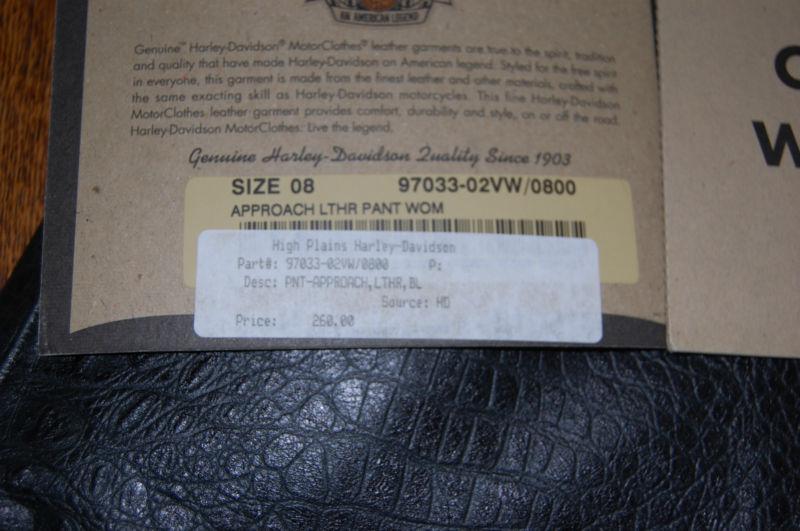 AN AMERICAN LEGEND
Genuine™ Harley-Davidson® MotorClothes® leather garments are true to the spirit, tradition
and quality that have made Harley-Davidson an American legend. Styled for the free spirit
in everyone, this garment is made from the finest leather and other materials, crafted with
the same exacting skill as Harley-Davidson motorcycles. This fine Harley-Davidson
MotorClothes leather garment provides comfort, durability and style, on or off the road.
Harley-Davidson MotorClothes: Live the legend.
Genuine Harley-Davidson Quality Since 1903
SIZE 08 97033-02VW/0800
APPROACH LTHR PANT WOM
High Plains Harley-Davidson
Part#: 97033-02VW/0800 P:
Desc: PNT-APPROACH,LTHR,BL
Source: HD
Price: 260.00